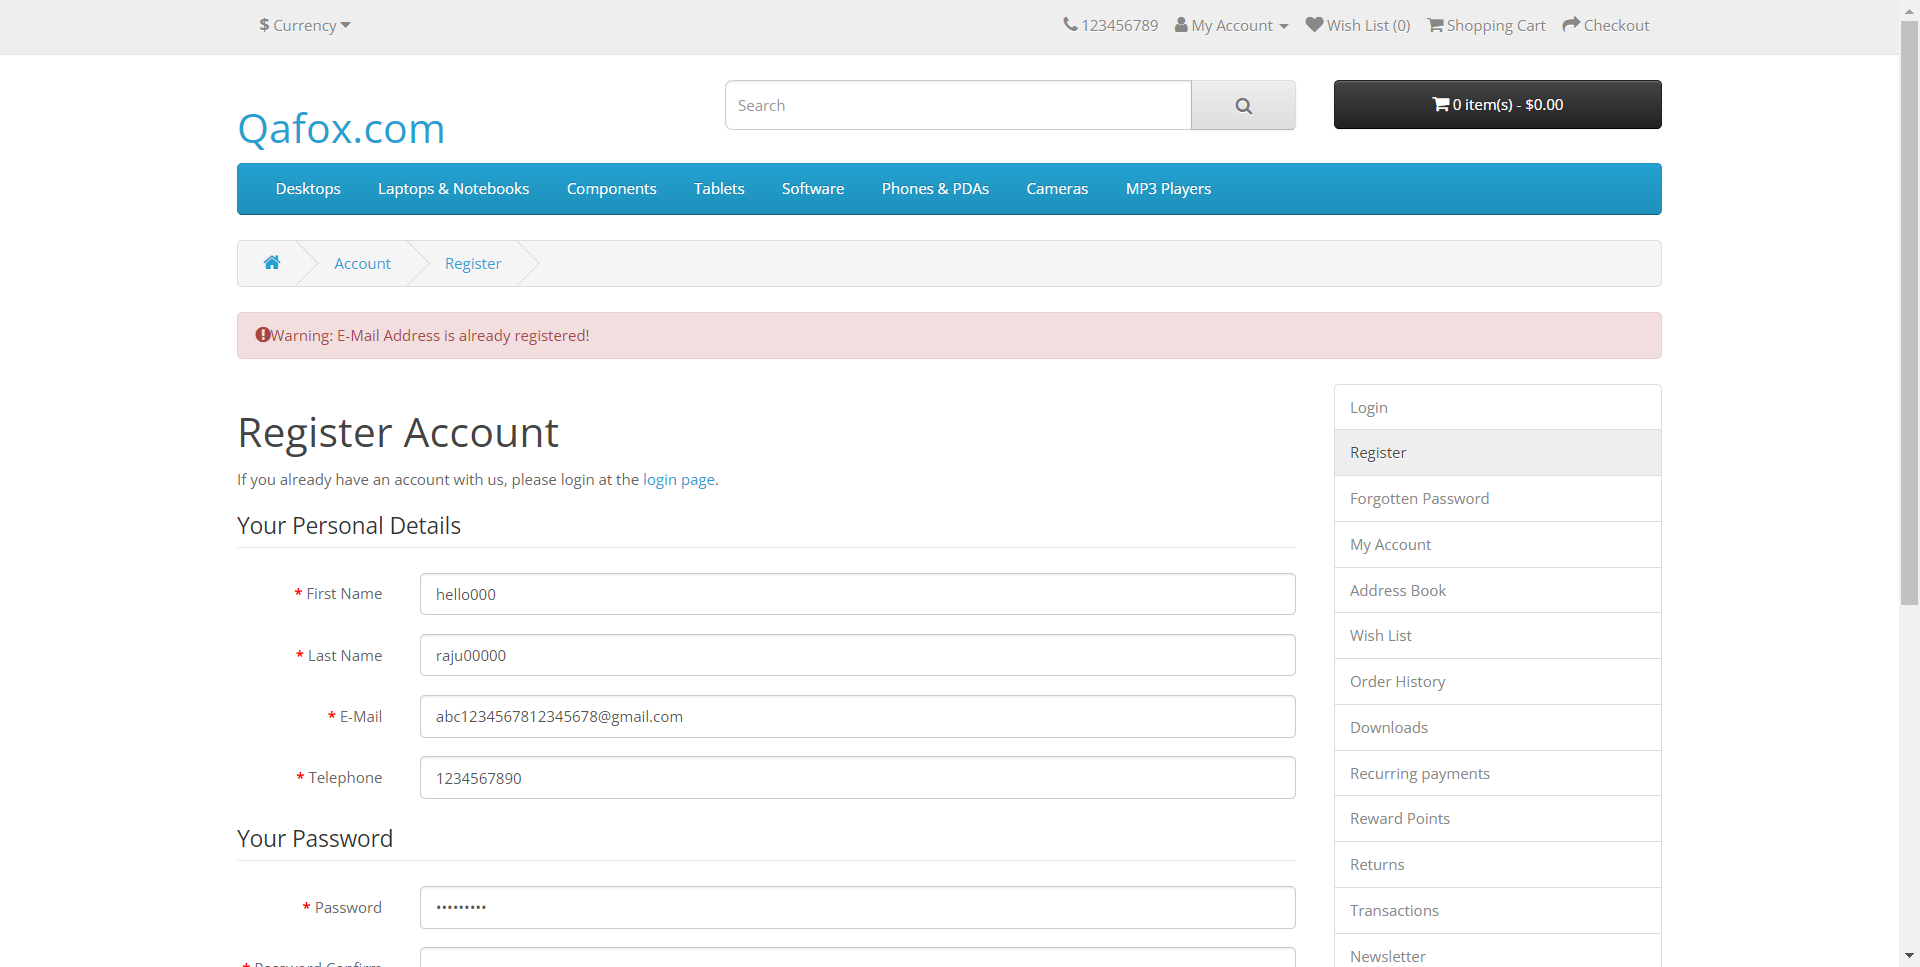 $ Currency
123456789 My Account Wish List (0) Shopping Cart Checkout
Qafox.com
Search
0 item(s) - $0.00
Desktops Laptops & Notebooks Components Tablets Software Phones & PDAs Cameras MP3 Players
Account Register
Warning: E-Mail Address is already registered!
Register Account
If you already have an account with us, please login at the login page.
Your Personal Details
* First Name hello000
* Last Name raju00000
* E-Mail abc1234567812345678@gmail.com
* Telephone 1234567890
Your Password
* Password •••••••••
* Password Confirm
Login
Register
Forgotten Password
My Account
Address Book
Wish List
Order History
Downloads
Recurring payments
Reward Points
Returns
Transactions
Newsletter